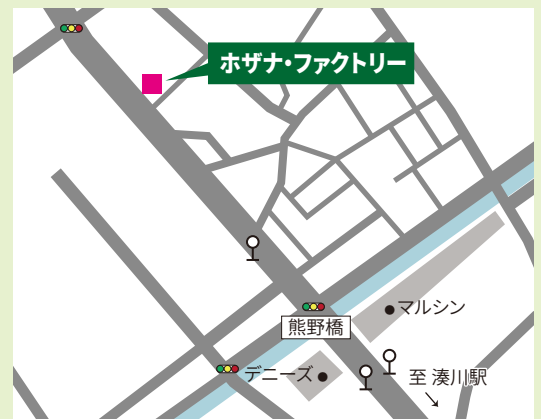 ホザナ・ファクトリー
熊野橋
マルシン
デニーズ
至 湊川駅